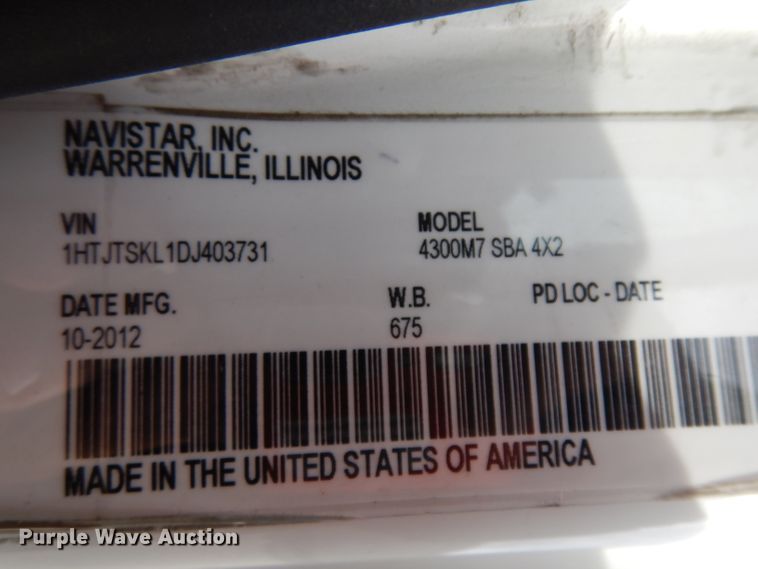 NAVISTAR, INC.
WARRENVILLE, ILLINOIS
VIN
1HTJTSKL1DJ403731
MODEL
4300M7 SBA 4X2
DATE MFG.
10-2012
W.B.
675
PD LOC - DATE
MADE IN THE UNITED STATES OF AMERICA
Purple Wave Auction